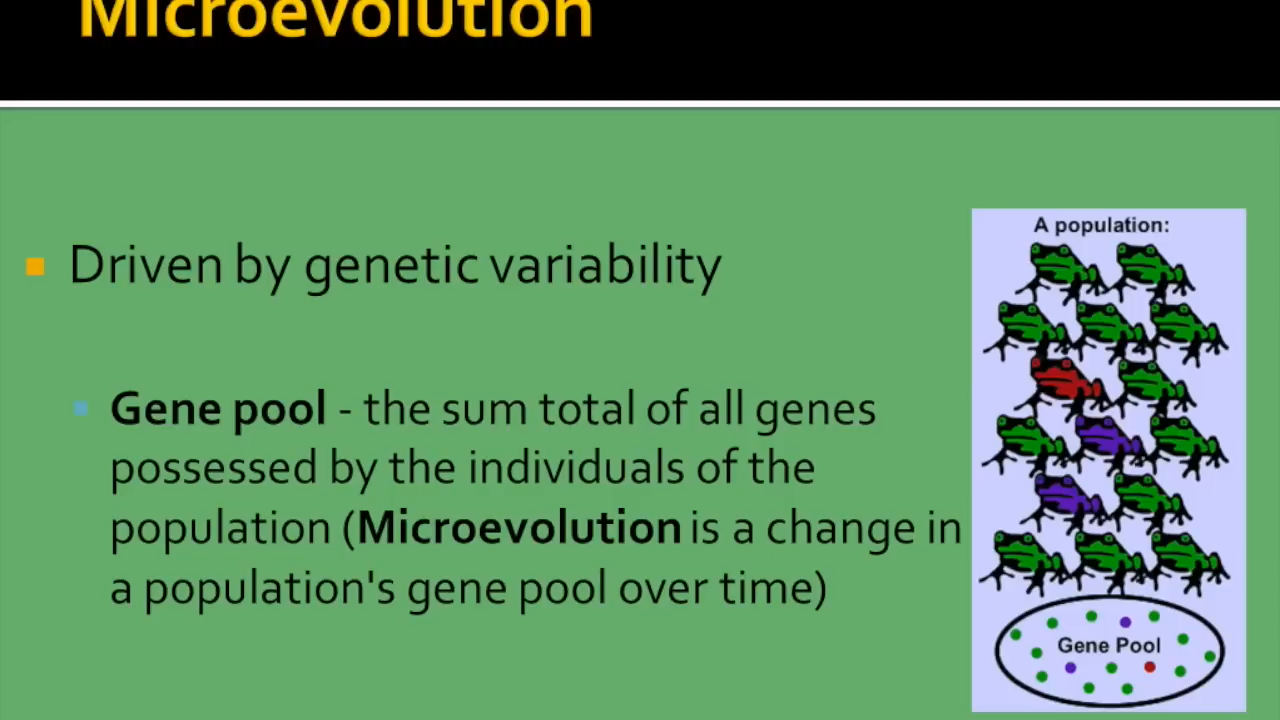 Microevolution
Driven by genetic variability
Gene pool - the sum total of all genes
possessed by the individuals of the
population (Microevolution is a change in
a population's gene pool over time)
A population:
Gene Pool